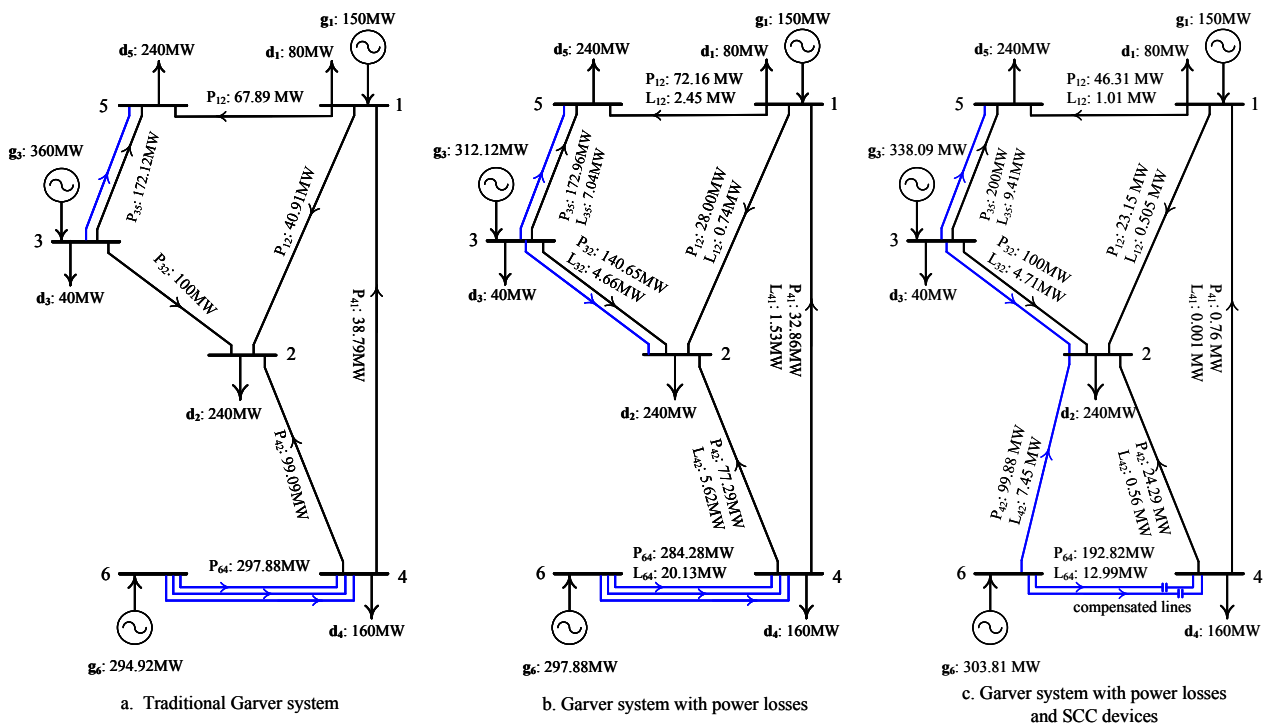 g₁: 150MW
d₅: 240MW
d₁: 80MW
P₁₂: 67.89 MW
5
1
g₃: 360MW
P₃₅: 172.12MW
P₁₂: 40.91MW
3
d₃: 40MW
P₃₂: 100MW
P₄₁: 38.79MW
2
d₂: 240MW
P₄₂: 99.09MW
6
P₆₄: 297.88MW
4
d₄: 160MW
g₆: 294.92MW
a. Traditional Garver system
g₁: 150MW
d₅: 240MW
d₁: 80MW
P₁₂: 72.16 MW
L₁₂: 2.45 MW
5
1
g₃: 312.12MW
P₃₅: 172.96MW
L₃₅: 7.04MW
P₁₂: 28.00MW
L₁₂: 0.74MW
3
d₃: 40MW
P₃₂: 140.65MW
L₃₂: 4.66MW
P₄₁: 32.86MW
L₄₁: 1.53MW
2
d₂: 240MW
P₄₂: 77.29MW
L₄₂: 5.62MW
6
P₆₄: 284.28MW
L₆₄: 20.13MW
4
d₄: 160MW
g₆: 297.88MW
b. Garver system with power losses
g₁: 150MW
d₅: 240MW
d₁: 80MW
P₁₂: 46.31 MW
L₁₂: 1.01 MW
5
1
g₃: 338.09 MW
P₃₅: 200MW
L₃₅: 9.41MW
P₁₂: 23.15 MW
L₁₂: 0.505 MW
3
d₃: 40MW
P₃₂: 100MW
L₃₂: 4.71MW
P₄₁: 0.76 MW
L₄₁: 0.001 MW
2
d₂: 240MW
P₄₂: 99.88 MW
L₄₂: 7.45 MW
P₄₂: 24.29 MW
L₄₂: 0.56 MW
6
P₆₄: 192.82MW
L₆₄: 12.99MW
4
compensated lines
d₄: 160MW
g₆: 303.81 MW
c. Garver system with power losses
and SCC devices